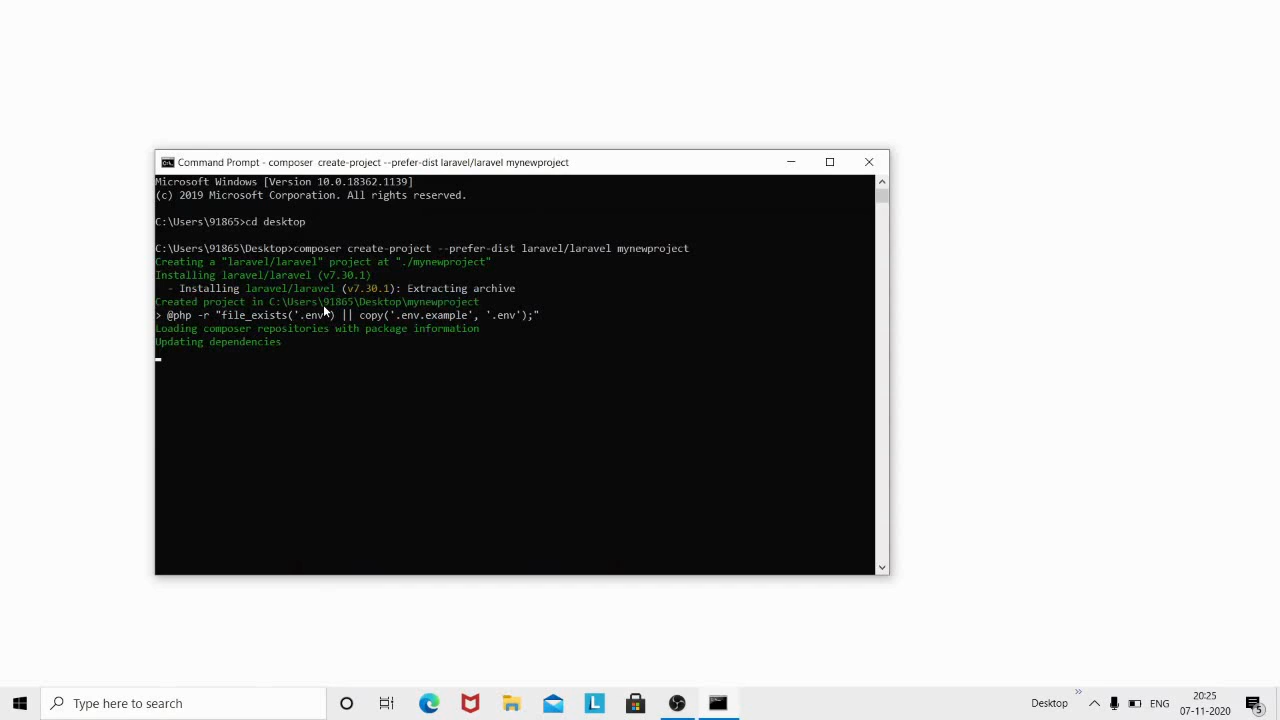 Command Prompt - composer  create-project --prefer-dist laravel/laravel mynewproject
Microsoft Windows [Version 10.0.18362.1139]
(c) 2019 Microsoft Corporation. All rights reserved.
C:\Users\91865>cd desktop
C:\Users\91865\Desktop>composer create-project --prefer-dist laravel/laravel mynewproject
Creating a "laravel/laravel" project at "./mynewproject"
Installing laravel/laravel (v7.30.1)
  - Installing laravel/laravel (v7.30.1): Extracting archive
Created project in C:\Users\91865\Desktop\mynewproject
> @php -r "file_exists('.env') || copy('.env.example', '.env');"
Loading composer repositories with package information
Updating dependencies
Type here to search
Desktop
ENG
20:25
07-11-2020
5